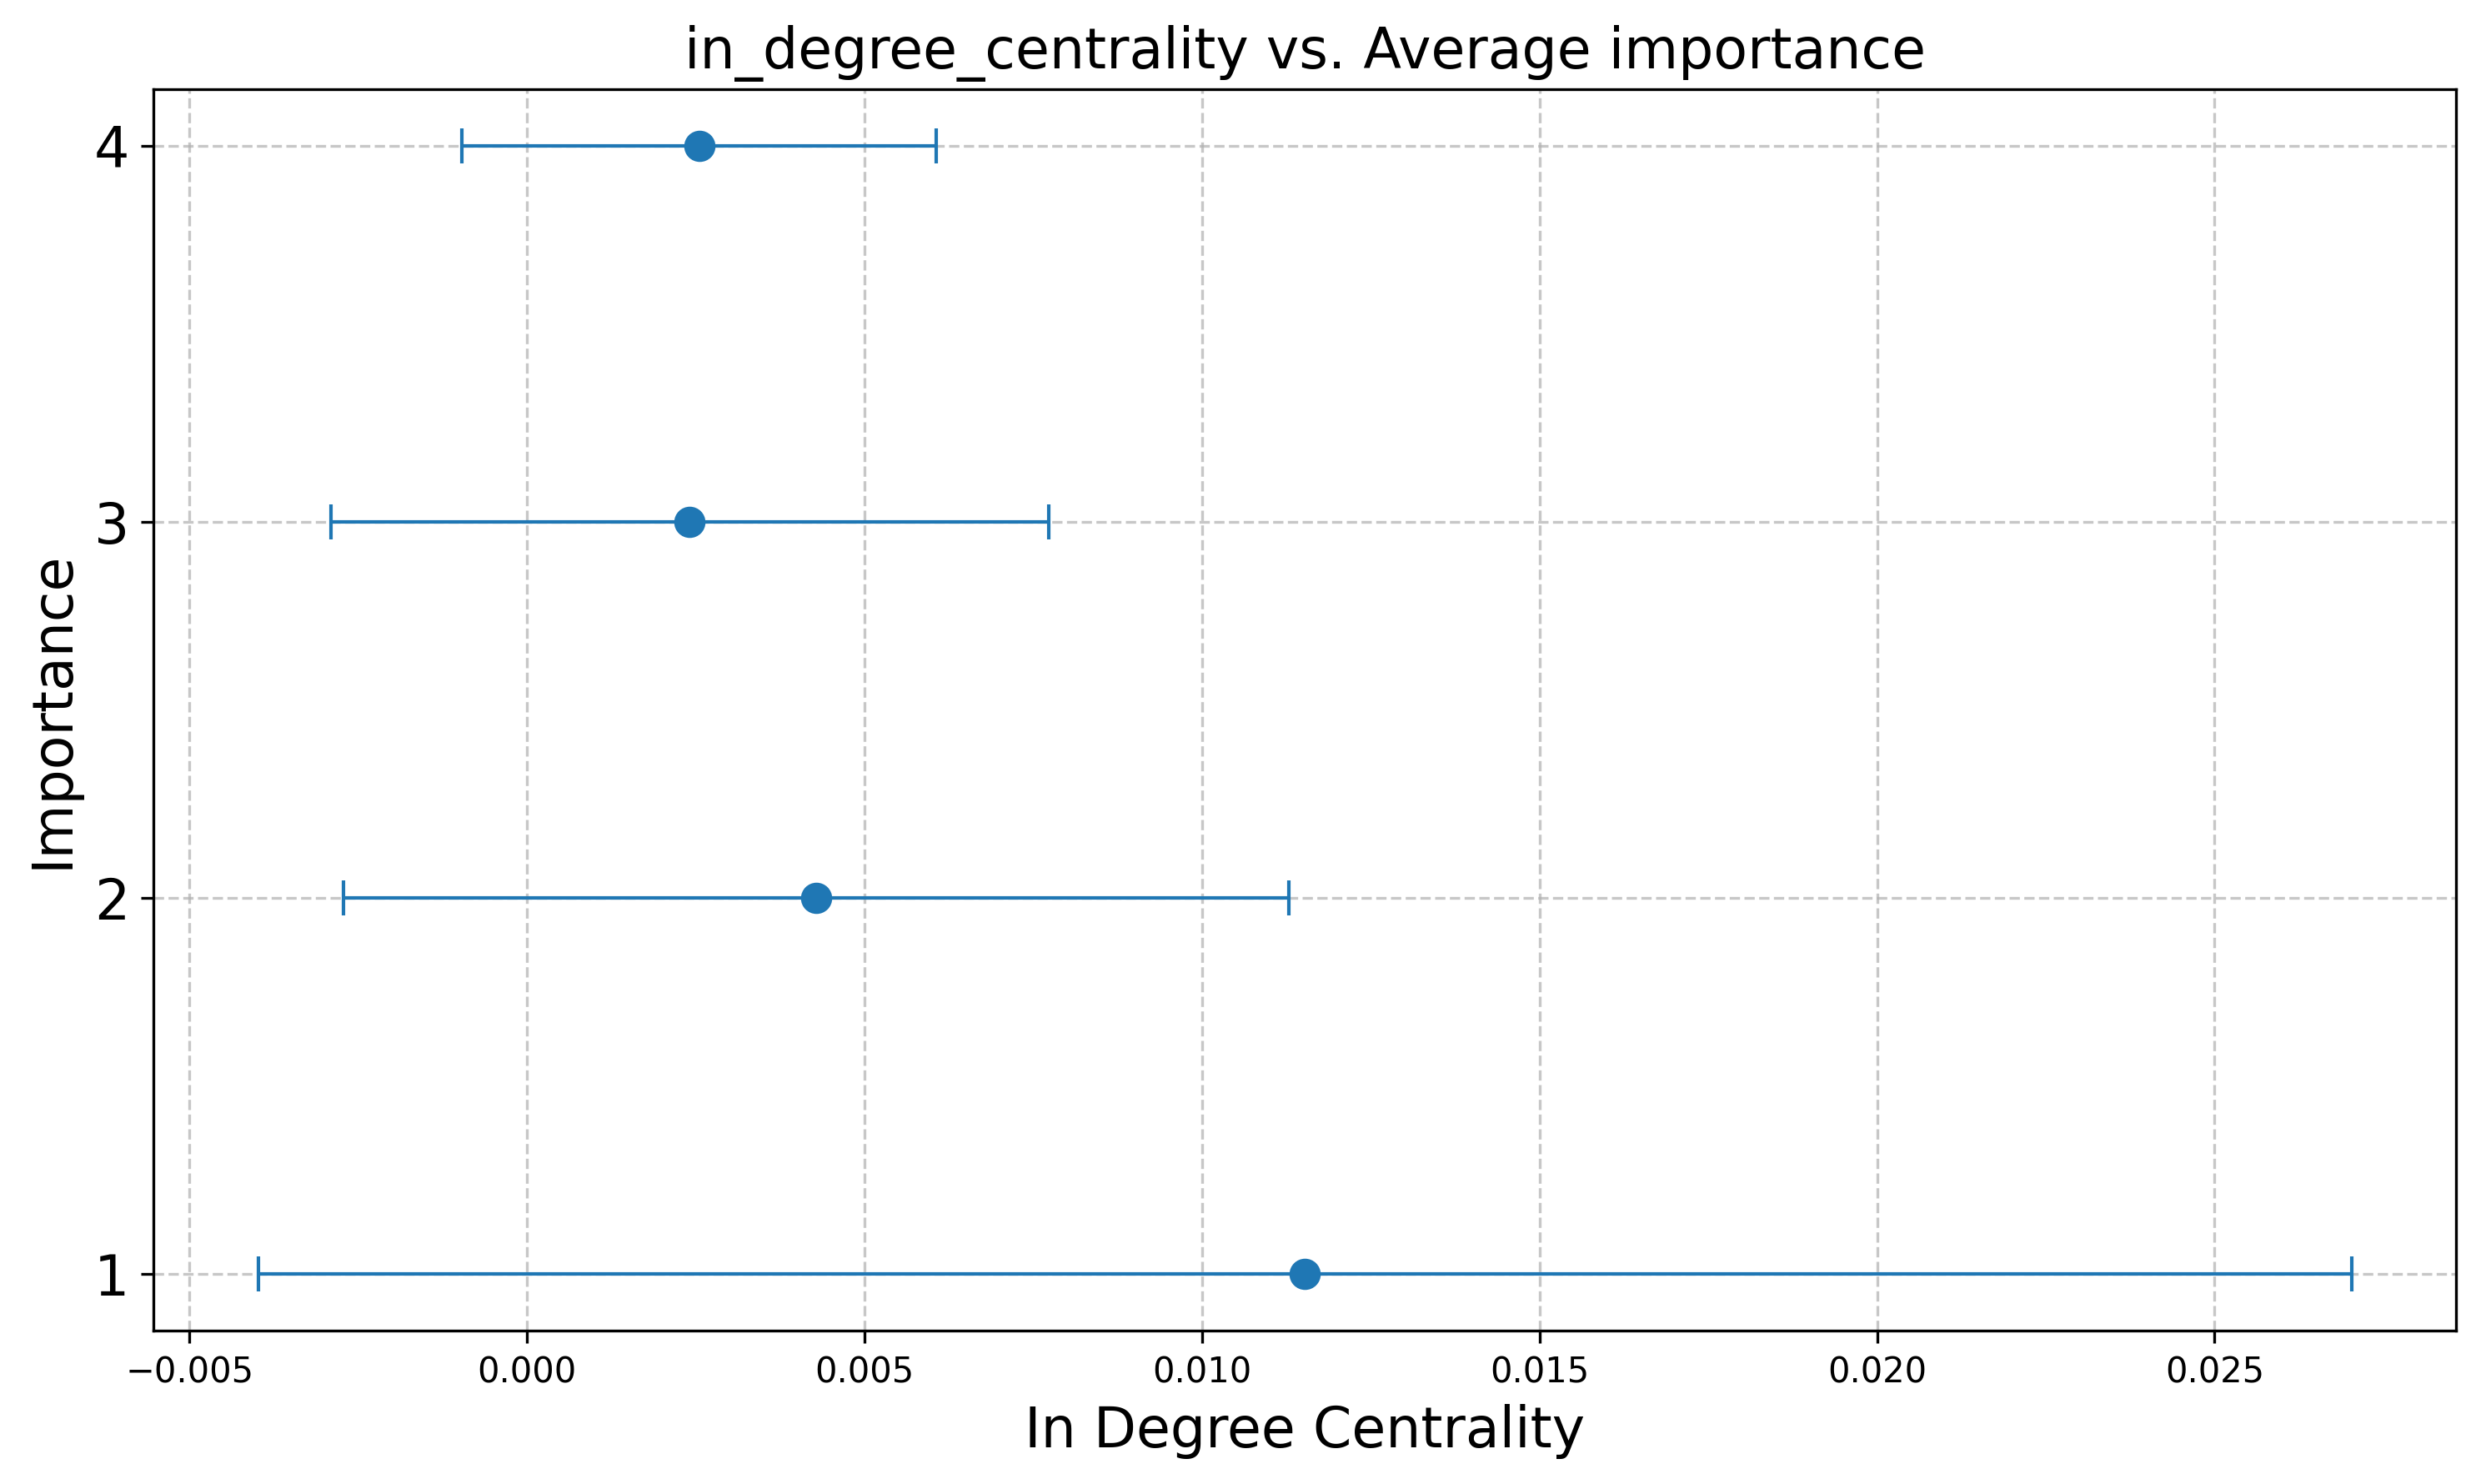 in_degree_centrality vs. Average importance
4
3
2
1
Importance
−0.005 0.000 0.005 0.010 0.015 0.020 0.025
In Degree Centrality